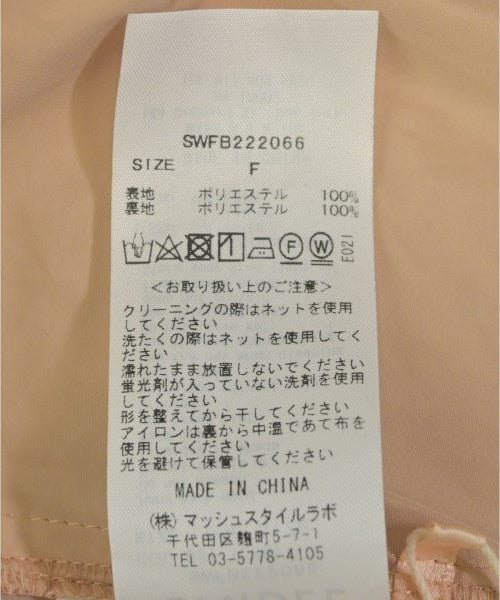 SWFB222066
SIZE F
表地 ポリエステル 100%
裏地 ポリエステル 100%
F W E021
<お取り扱い上のご注意>
クリーニングの際はネットを使用
してください
洗たくの際はネットを使用してく
ださい
濡れたまま放置しないでください
蛍光剤が入っていない洗剤を使用
してください
形を整えてから干してください
アイロンは裏から中温であて布を
使用してください
光を避けて保管してください
MADE IN CHINA
(株)マッシュスタイルラボ
千代田区麹町5-7-1
TEL 03-5778-4105